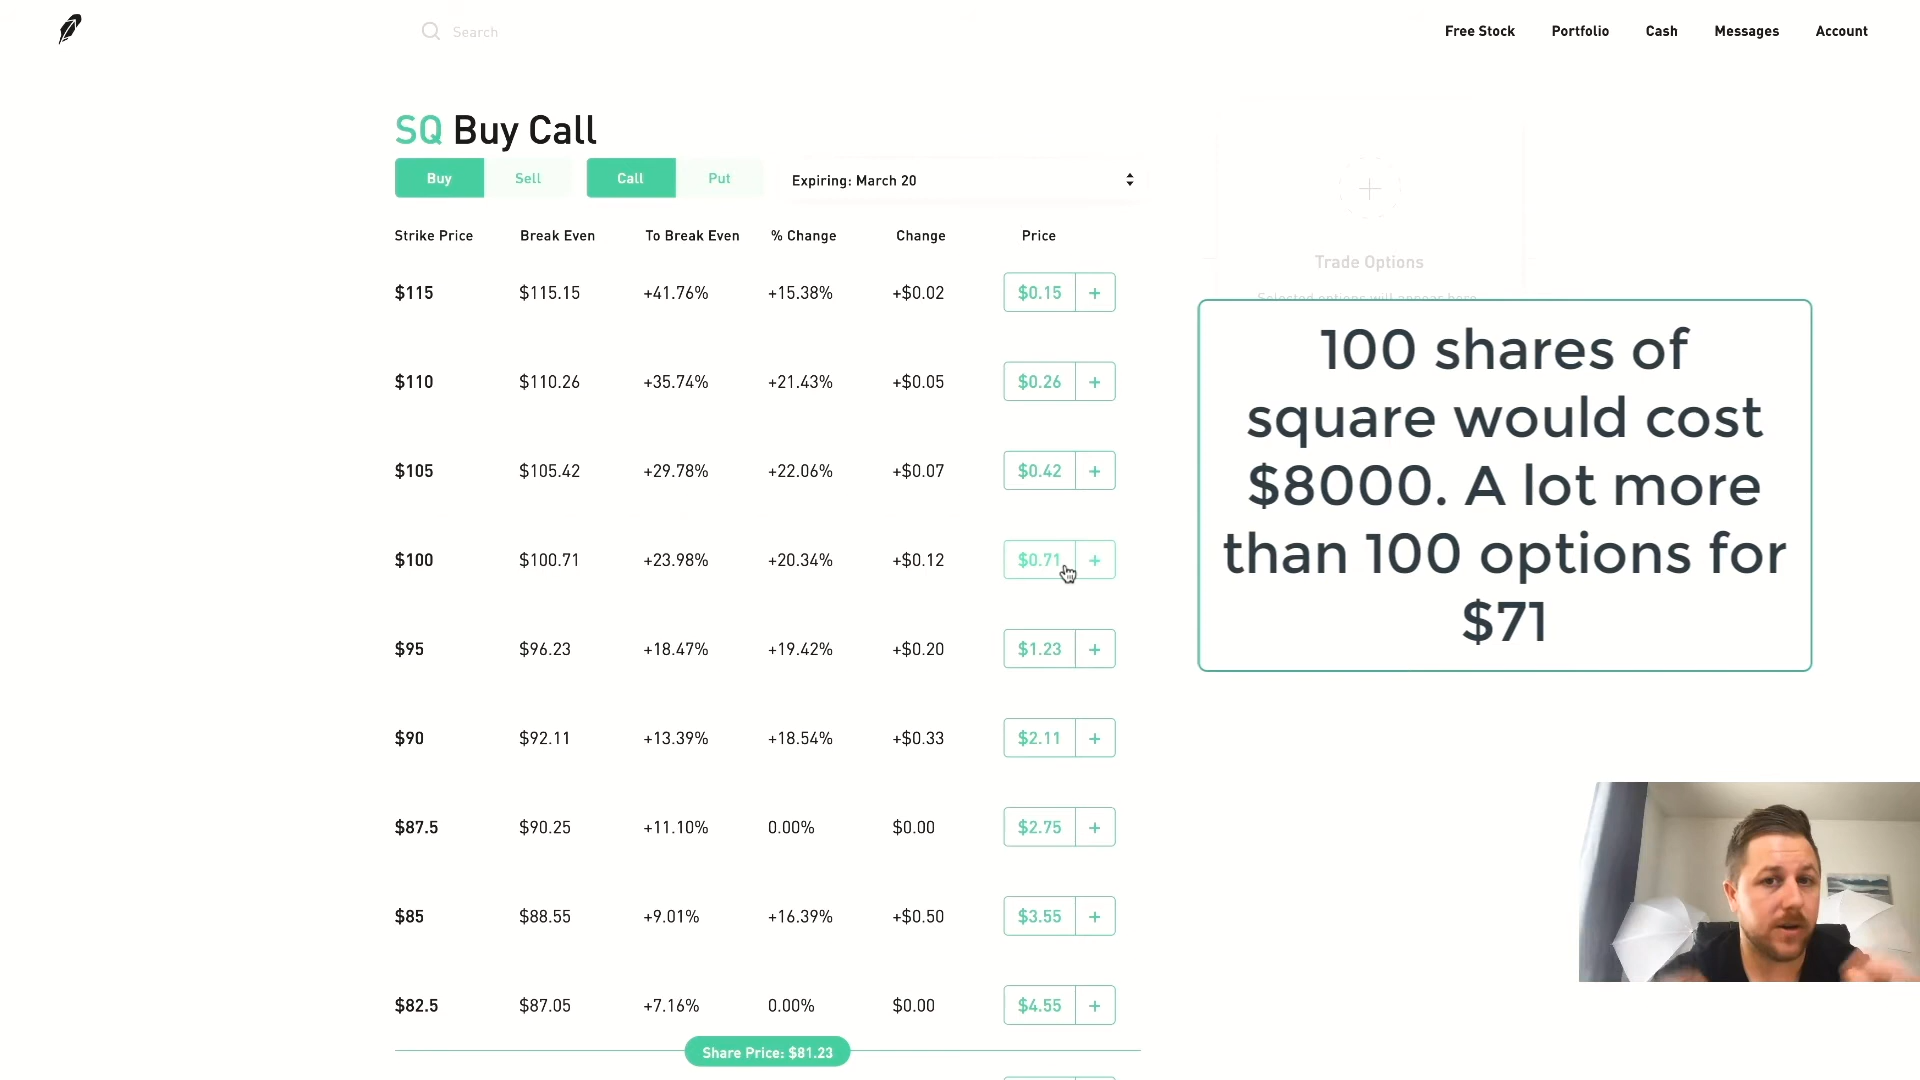 Search
Free Stock Portfolio Cash Messages Account
SQ Buy Call
Buy Sell Call Put Expiring: March 20
Strike Price Break Even To Break Even % Change Change Price
$115 $115.15 +41.76% +15.38% +$0.02 $0.15 +
$110 $110.26 +35.74% +21.43% +$0.05 $0.26 +
$105 $105.42 +29.78% +22.06% +$0.07 $0.42 +
$100 $100.71 +23.98% +20.34% +$0.12 $0.71 +
$95 $96.23 +18.47% +19.42% +$0.20 $1.23 +
$90 $92.11 +13.39% +18.54% +$0.33 $2.11 +
$87.5 $90.25 +11.10% 0.00% $0.00 $2.75 +
$85 $88.55 +9.01% +16.39% +$0.50 $3.55 +
$82.5 $87.05 +7.16% 0.00% $0.00 $4.55 +
Share Price: $81.23
Trade Options
Selected options will appear here
100 shares of
square would cost
$8000. A lot more
than 100 options for
$71